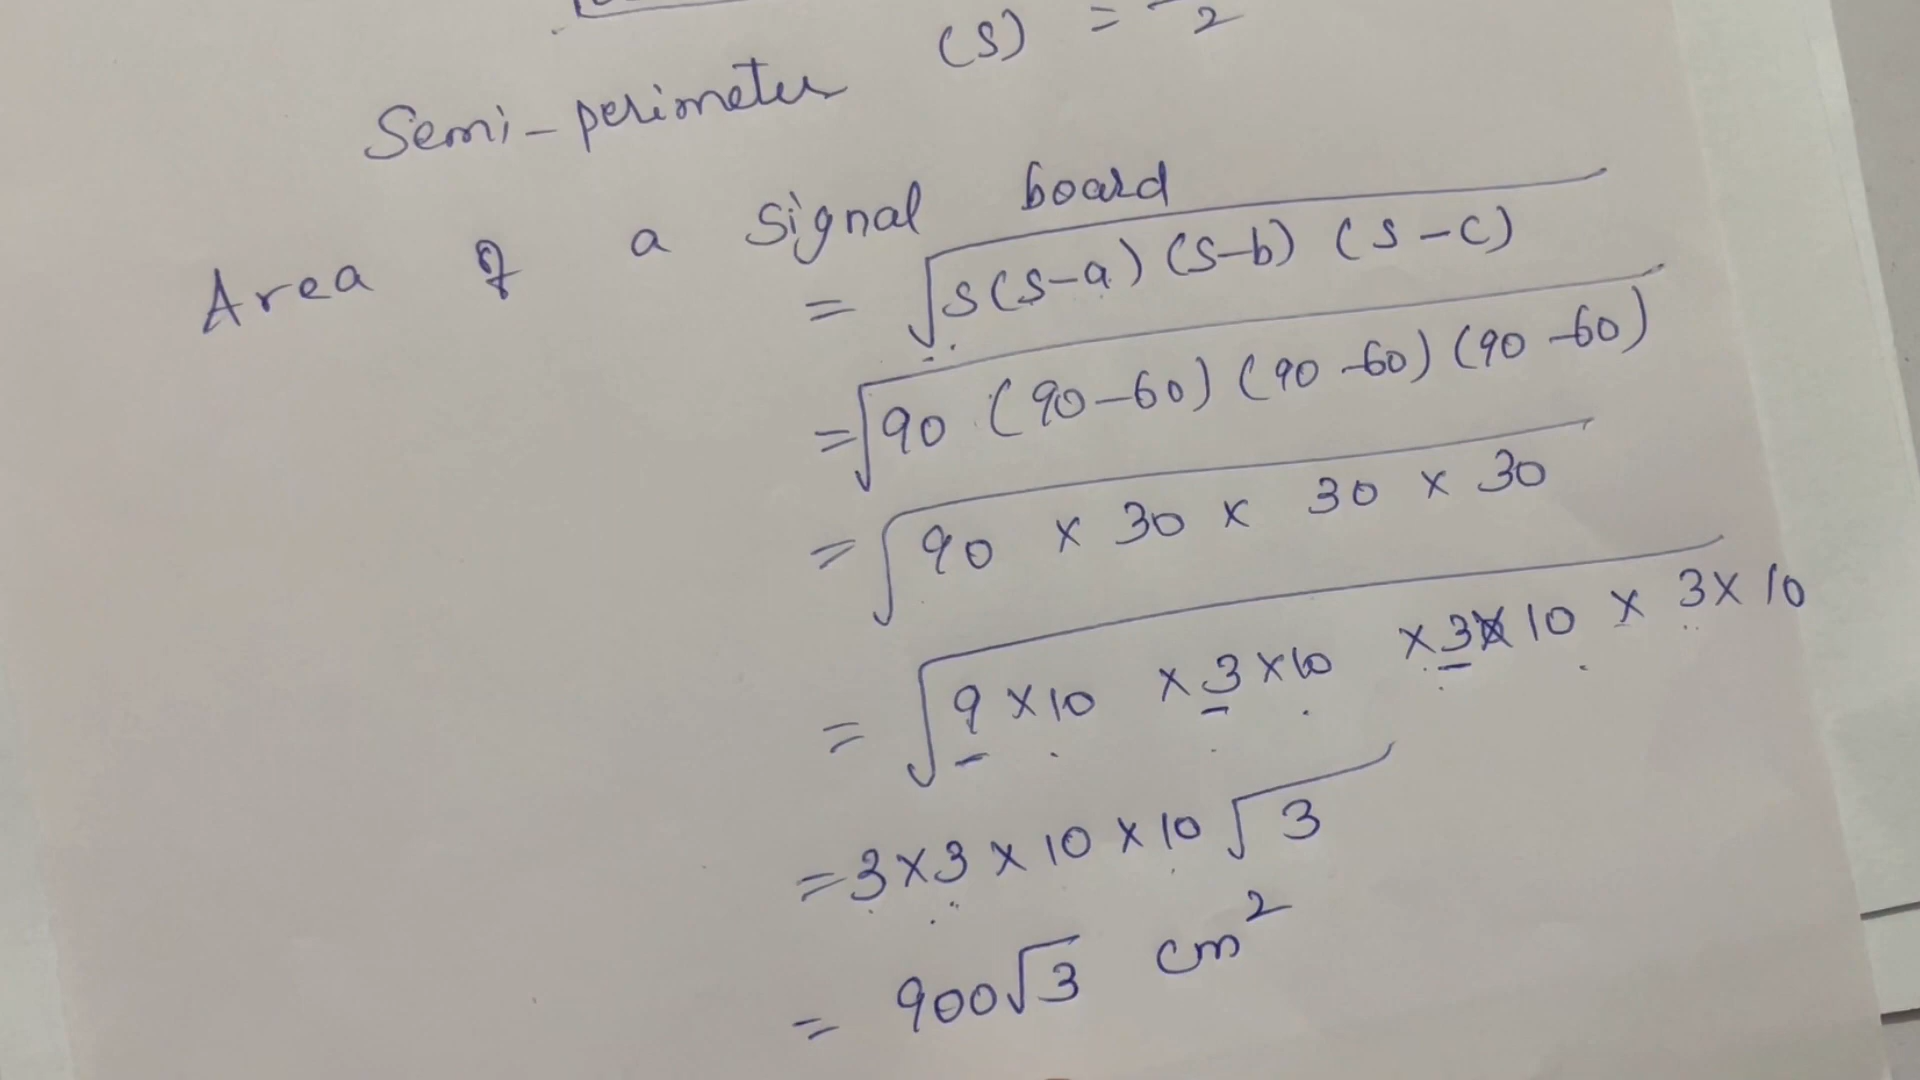 Semi-perimeter (S) = 2
Area of a signal board
= √s(s-a)(s-b)(s-c)
= √90 (90-60) (90-60) (90-60)
= √90 x 30 x 30 x 30
= √9 x 10 x 3 x 10 x 3 x 10 x 3 x 10
= 3 x 3 x 10 x 10 √3
= 900√3 cm²